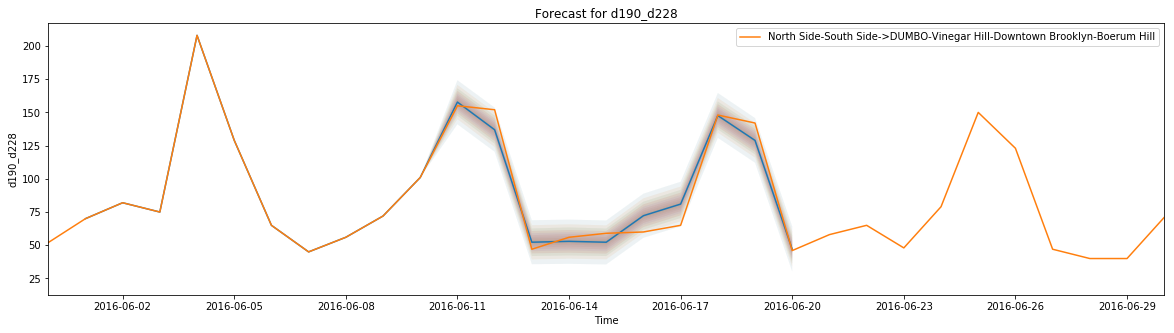 Forecast for d190_d228
North Side-South Side->DUMBO-Vinegar Hill-Downtown Brooklyn-Boerum Hill
200
175
150
125
100
75
50
25
d190_d228
2016-06-02 2016-06-05 2016-06-08 2016-06-11 2016-06-14 2016-06-17 2016-06-20 2016-06-23 2016-06-26 2016-06-29
Time